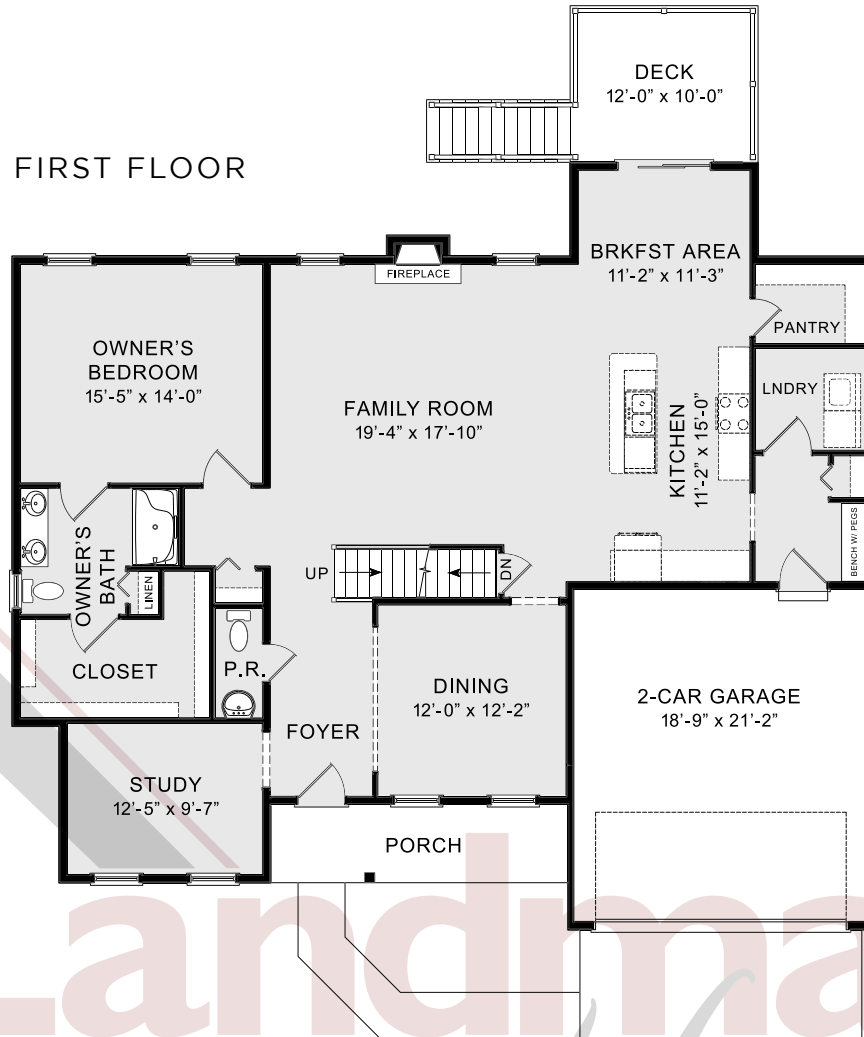 DECK
12’-0” x 10’-0”
FIRST FLOOR
BRKFST AREA
11’-2” x 11’-3”
FIREPLACE
PANTRY
OWNER’S
BEDROOM
15’-5” x 14’-0”
LNDRY
FAMILY ROOM
19’-4” x 17’-10”
KITCHEN
11’-2” x 15’-0”
BENCH W/ PEGS
OWNER’S
BATH
LINEN
UP
DN
CLOSET
P.R.
DINING
12’-0” x 12’-2”
2-CAR GARAGE
18’-9” x 21’-2”
FOYER
STUDY
12’-5” x 9’-7”
PORCH
Landma